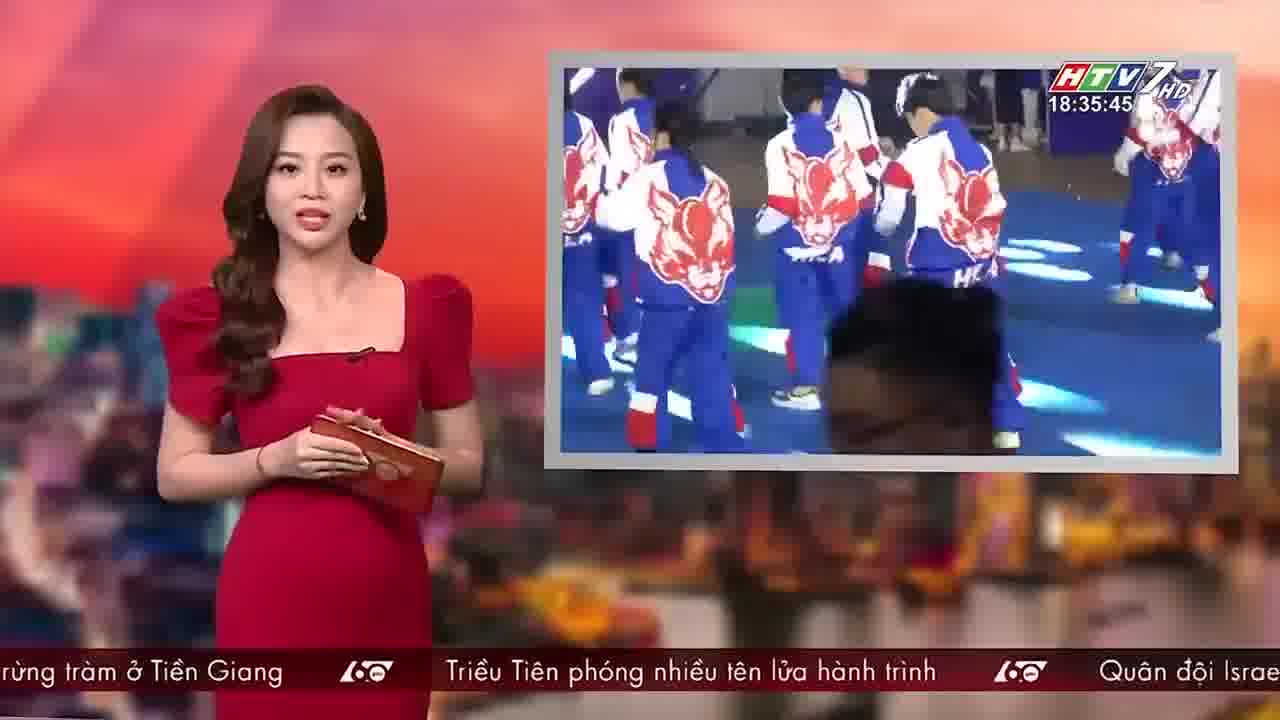 HTV7 HD
18:35:45
HCA
rừng tràm ở Tiền Giang 60 Triều Tiên phóng nhiều tên lửa hành trình 60 Quân đội Israe